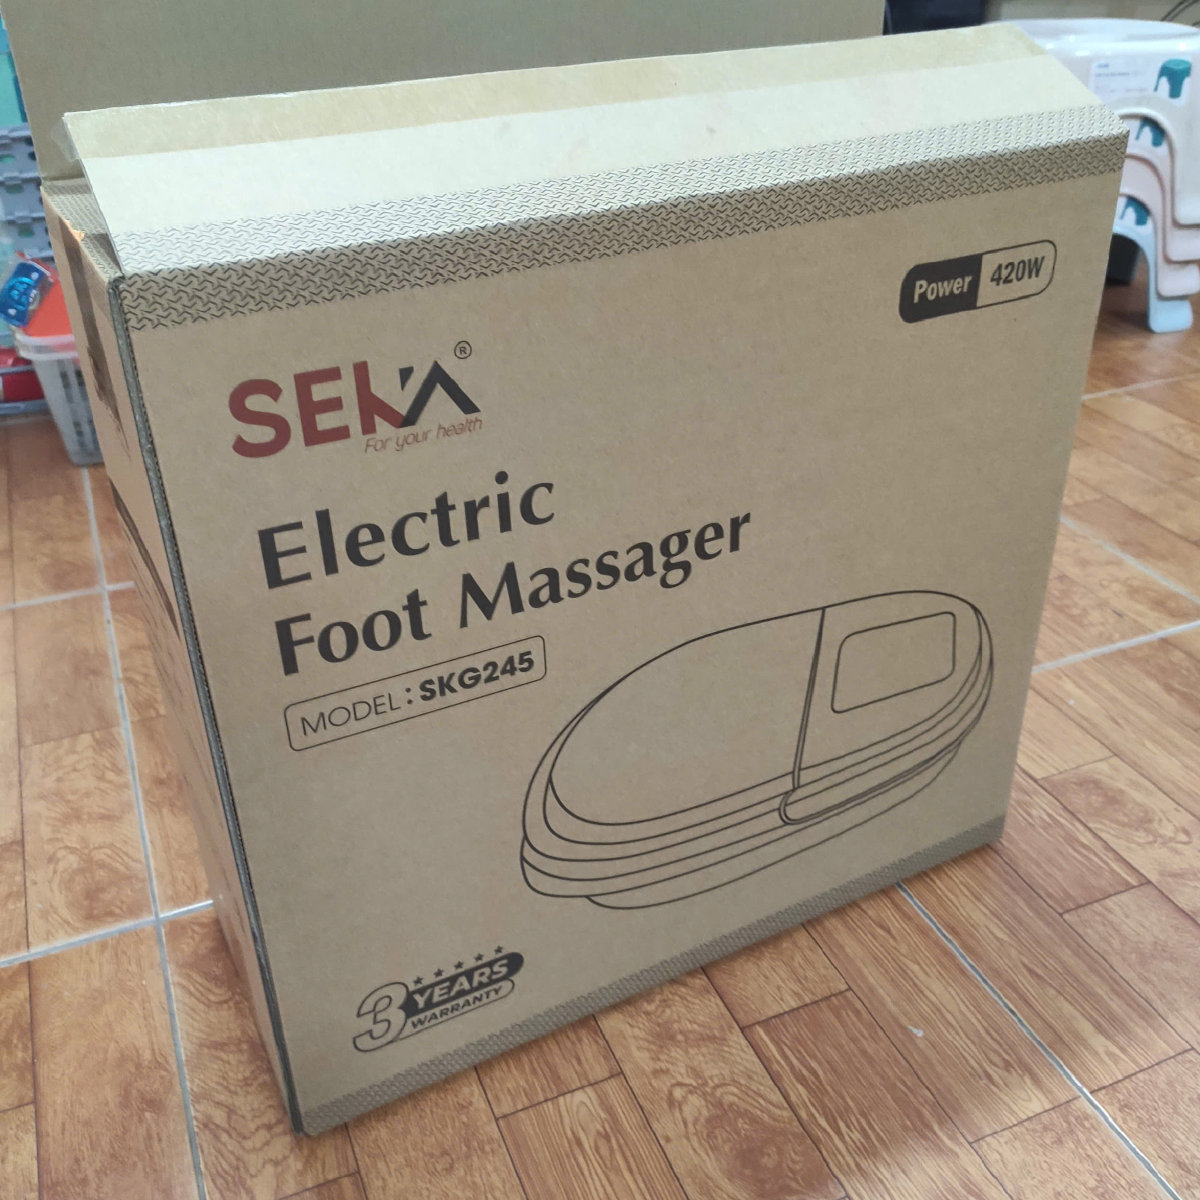 Power 420W
SEKA®
For your health
Electric
Foot Massager
MODEL : SKG245
3 YEARS
WARRANTY